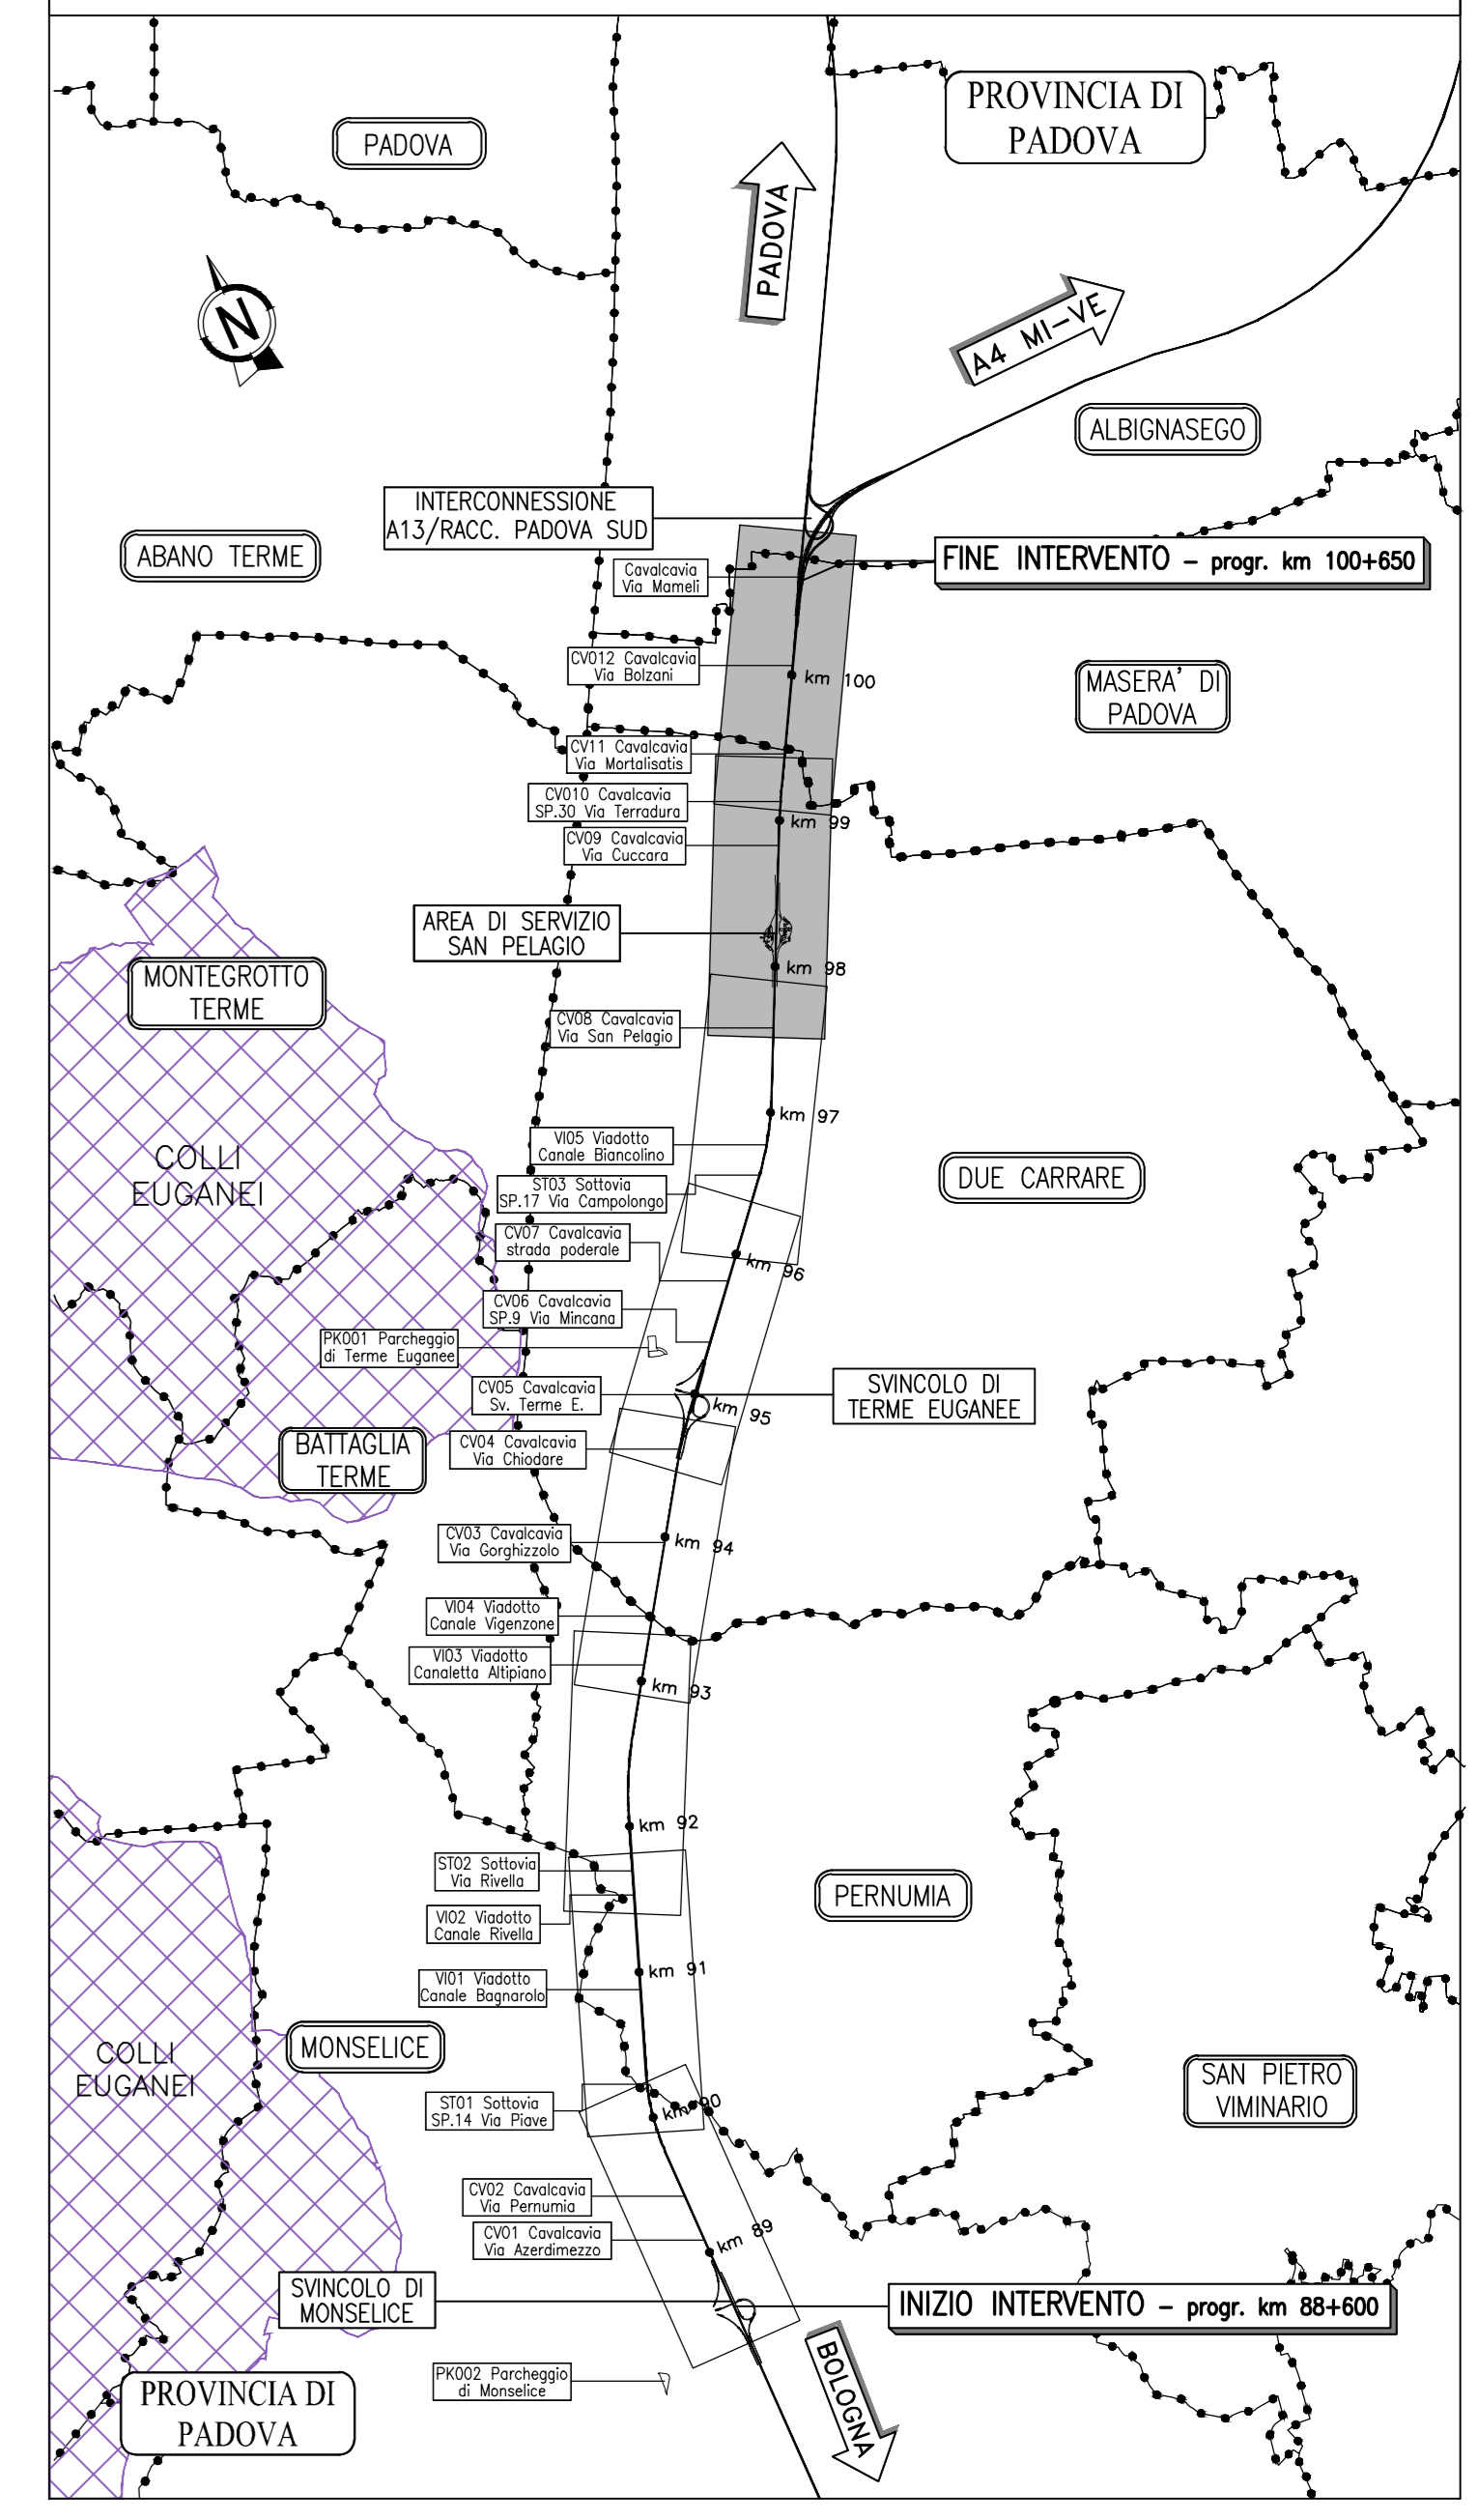 PROVINCIA DI
PADOVA
PADOVA
PADOVA
N
A4 MI-VE
ALBIGNASEGO
INTERCONNESSIONE
A13/RACC. PADOVA SUD
ABANO TERME
FINE INTERVENTO - progr. km 100+650
Cavalcavia
Via Mameli
CV012 Cavalcavia
Via Bolzani
km 100
MASERA' DI
PADOVA
CV11 Cavalcavia
Via Mortalisatis
CV010 Cavalcavia
SP.30 Via Terradura
km 99
CV09 Cavalcavia
Via Cuccara
AREA DI SERVIZIO
SAN PELAGIO
km 98
MONTEGROTTO
TERME
CV08 Cavalcavia
Via San Pelagio
km 97
VI05 Viadotto
Canale Biancolino
COLLI
EUGANEI
DUE CARRARE
ST03 Sottovia
SP.17 Via Campolongo
CV07 Cavalcavia
strada poderale
km 96
CV06 Cavalcavia
SP.9 Via Mincana
PK001 Parcheggio
di Terme Euganee
CV05 Cavalcavia
Sv. Terme E.
SVINCOLO DI
TERME EUGANEE
km 95
BATTAGLIA
TERME
CV04 Cavalcavia
Via Chiodare
CV03 Cavalcavia
Via Gorghizzolo
km 94
VI04 Viadotto
Canale Vigenzone
VI03 Viadotto
Canaletta Altipiano
km 93
km 92
ST02 Sottovia
Via Rivella
PERNUMIA
VI02 Viadotto
Canale Rivella
km 91
VI01 Viadotto
Canale Bagnarolo
MONSELICE
COLLI
EUGANEI
SAN PIETRO
VIMINARIO
ST01 Sottovia
SP.14 Via Piave
km 90
CV02 Cavalcavia
Via Pernumia
CV01 Cavalcavia
Via Azerdimezzo
km 89
SVINCOLO DI
MONSELICE
INIZIO INTERVENTO - progr. km 88+600
PK002 Parcheggio
di Monselice
BOLOGNA
PROVINCIA DI
PADOVA